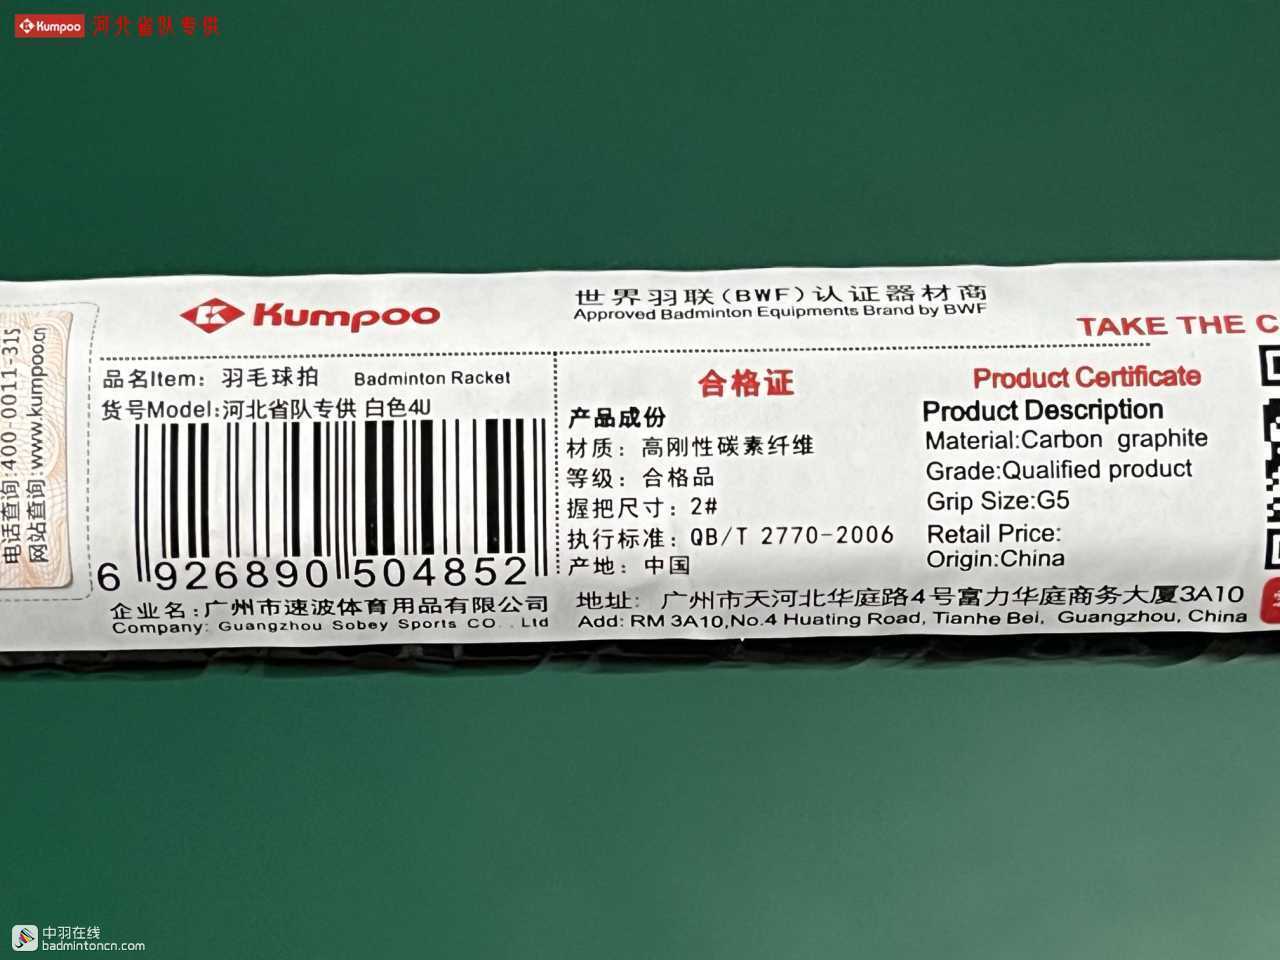 Kumpoo 河北省队专供
电话查询:400-0011-315
网站查询:www.kumpoo.cn
Kumpoo
世界羽联(BWF)认证器材商
Approved Badminton Equipments Brand by BWF
TAKE THE C
品名Item: 羽毛球拍 Badminton Racket
货号Model:河北省队专供 白色4U
6 926890 504852
企业名:广州市速波体育用品有限公司
Company: Guangzhou Sobey Sports CO. . Ltd
合格证
产品成份
材质:高刚性碳素纤维
等级:合格品
握把尺寸:2#
执行标准:QB/T 2770-2006
产地:中国
Product Certificate
Product Description
Material:Carbon graphite
Grade:Qualified product
Grip Size:G5
Retail Price:
Origin:China
地址: 广州市天河北华庭路4号富力华庭商务大厦3A10
Add: RM 3A10,No.4 Huating Road, Tianhe Bei, Guangzhou, China
中羽在线
badmintoncn.com